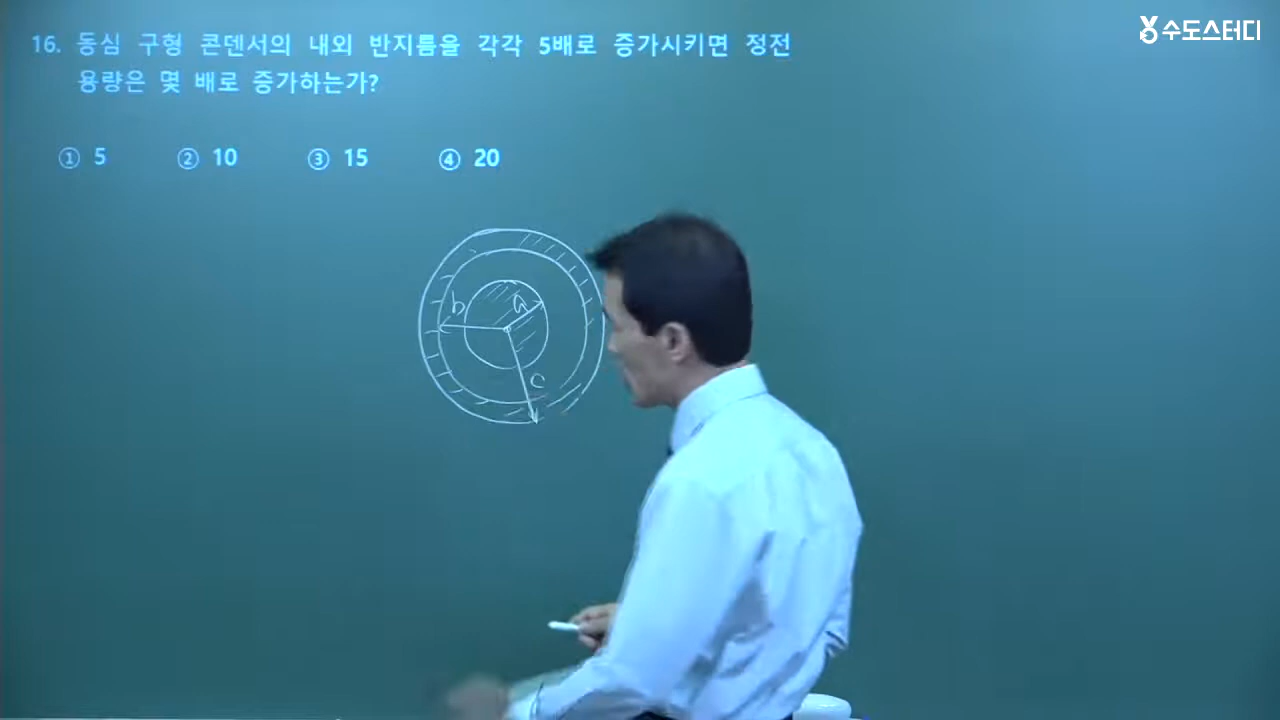 수도스터디
16. 동심 구형 콘덴서의 내외 반지름을 각각 5배로 증가시키면 정전
용량은 몇 배로 증가하는가?
① 5 ② 10 ③ 15 ④ 20
a
b
c